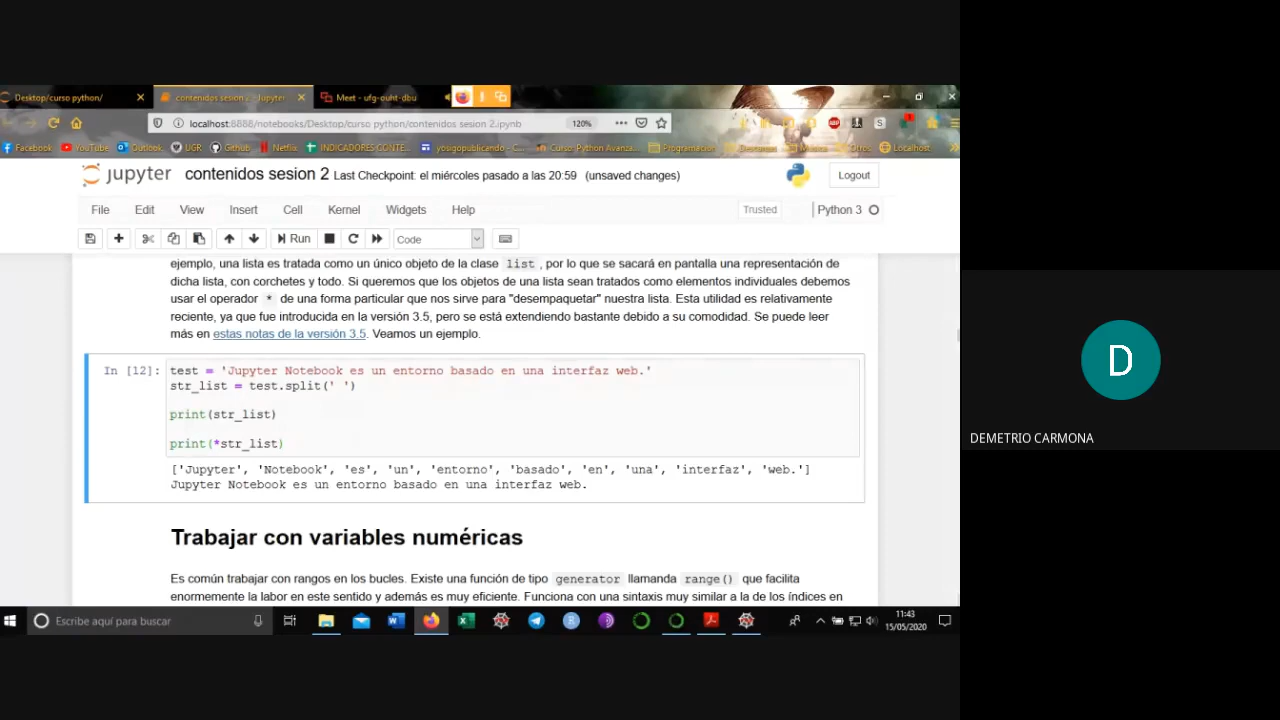 Desktop/curso python/
contenidos sesion 2 - Jupyter
Meet - ufg-ouht-dbu
localhost:8888/notebooks/Desktop/curso python/contenidos sesion 2.ipynb
120%
Facebook
YouTube
Outlook
UGR
Github
Netflix
INDICADORES CONTE...
yosigopublicando - C...
Curso: Python Avanza...
Programación
Música
Otros
Localhost
jupyter
contenidos sesion 2 Last Checkpoint: el miércoles pasado a las 20:59 (unsaved changes)
Logout
File
Edit
View
Insert
Cell
Kernel
Widgets
Help
Trusted
Python 3
Run
Code
ejemplo, una lista es tratada como un único objeto de la clase list , por lo que se sacará en pantalla una representación de
dicha lista, con corchetes y todo. Si queremos que los objetos de una lista sean tratados como elementos individuales debemos
usar el operador * de una forma particular que nos sirve para "desempaquetar" nuestra lista. Esta utilidad es relativamente
reciente, ya que fue introducida en la versión 3.5, pero se está extendiendo bastante debido a su comodidad. Se puede leer
más en estas notas de la versión 3.5. Veamos un ejemplo.
In [12]:
test = 'Jupyter Notebook es un entorno basado en una interfaz web.'
str_list = test.split(' ')
print(str_list)
print(*str_list)
['Jupyter', 'Notebook', 'es', 'un', 'entorno', 'basado', 'en', 'una', 'interfaz', 'web.']
Jupyter Notebook es un entorno basado en una interfaz web.
Trabajar con variables numéricas
Es común trabajar con rangos en los bucles. Existe una función de tipo generator llamanda range() que facilita
enormemente la labor en este sentido y además es muy eficiente. Funciona con una sintaxis muy similar a la de los índices en
Escribe aquí para buscar
11:43
15/05/2020
D
DEMETRIO CARMONA